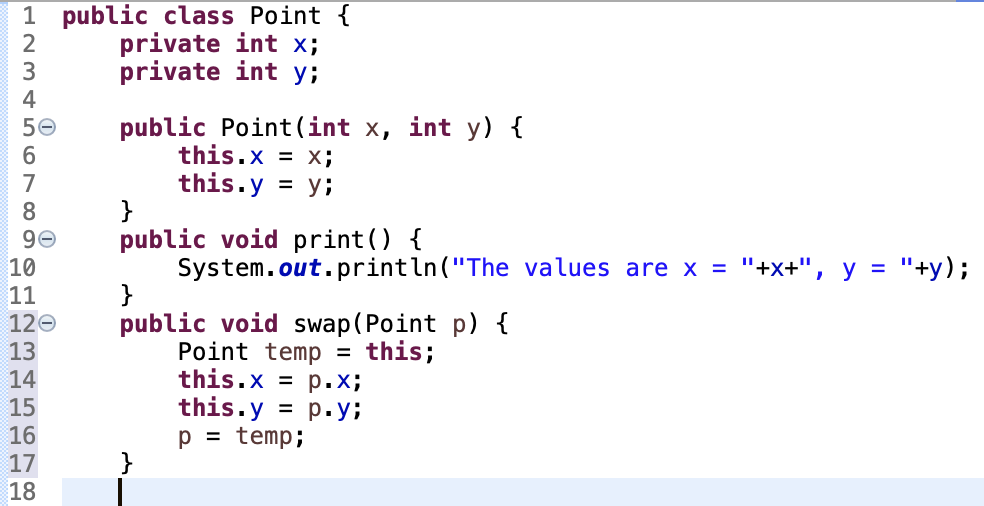 1 public class Point {
2     private int x;
3     private int y;
4
5     public Point(int x, int y) {
6         this.x = x;
7         this.y = y;
8     }
9     public void print() {
10         System.out.println("The values are x = "+x+", y = "+y);
11     }
12     public void swap(Point p) {
13         Point temp = this;
14         this.x = p.x;
15         this.y = p.y;
16         p = temp;
17     }
18